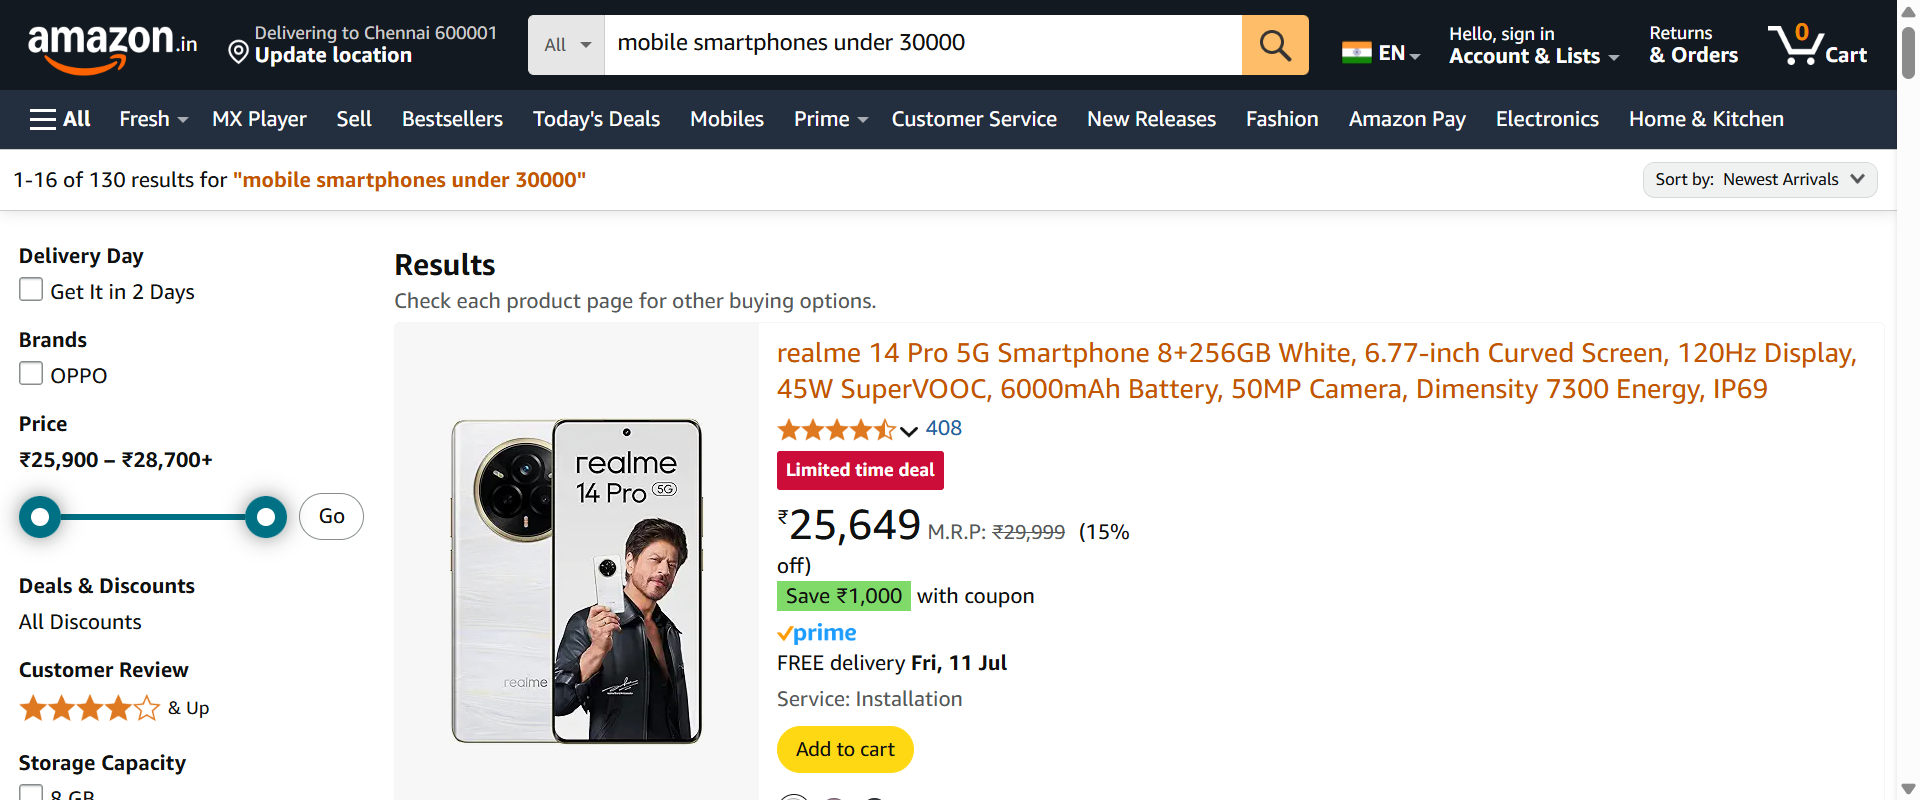 amazon.in
Delivering to Chennai 600001
Update location
All
mobile smartphones under 30000
EN
Hello, sign in
Account & Lists
Returns
& Orders
0
Cart
All
Fresh
MX Player
Sell
Bestsellers
Today's Deals
Mobiles
Prime
Customer Service
New Releases
Fashion
Amazon Pay
Electronics
Home & Kitchen
1-16 of 130 results for "mobile smartphones under 30000"
Sort by: Newest Arrivals
Delivery Day
Get It in 2 Days
Brands
OPPO
Price
₹25,900 – ₹28,700+
Go
Deals & Discounts
All Discounts
Customer Review
& Up
Storage Capacity
8 GB
Results
Check each product page for other buying options.
realme
14 Pro 5G
realme
realme 14 Pro 5G Smartphone 8+256GB White, 6.77-inch Curved Screen, 120Hz Display,
45W SuperVOOC, 6000mAh Battery, 50MP Camera, Dimensity 7300 Energy, IP69
408
Limited time deal
₹25,649 M.R.P: ₹29,999 (15%
off)
Save ₹1,000 with coupon
prime
FREE delivery Fri, 11 Jul
Service: Installation
Add to cart